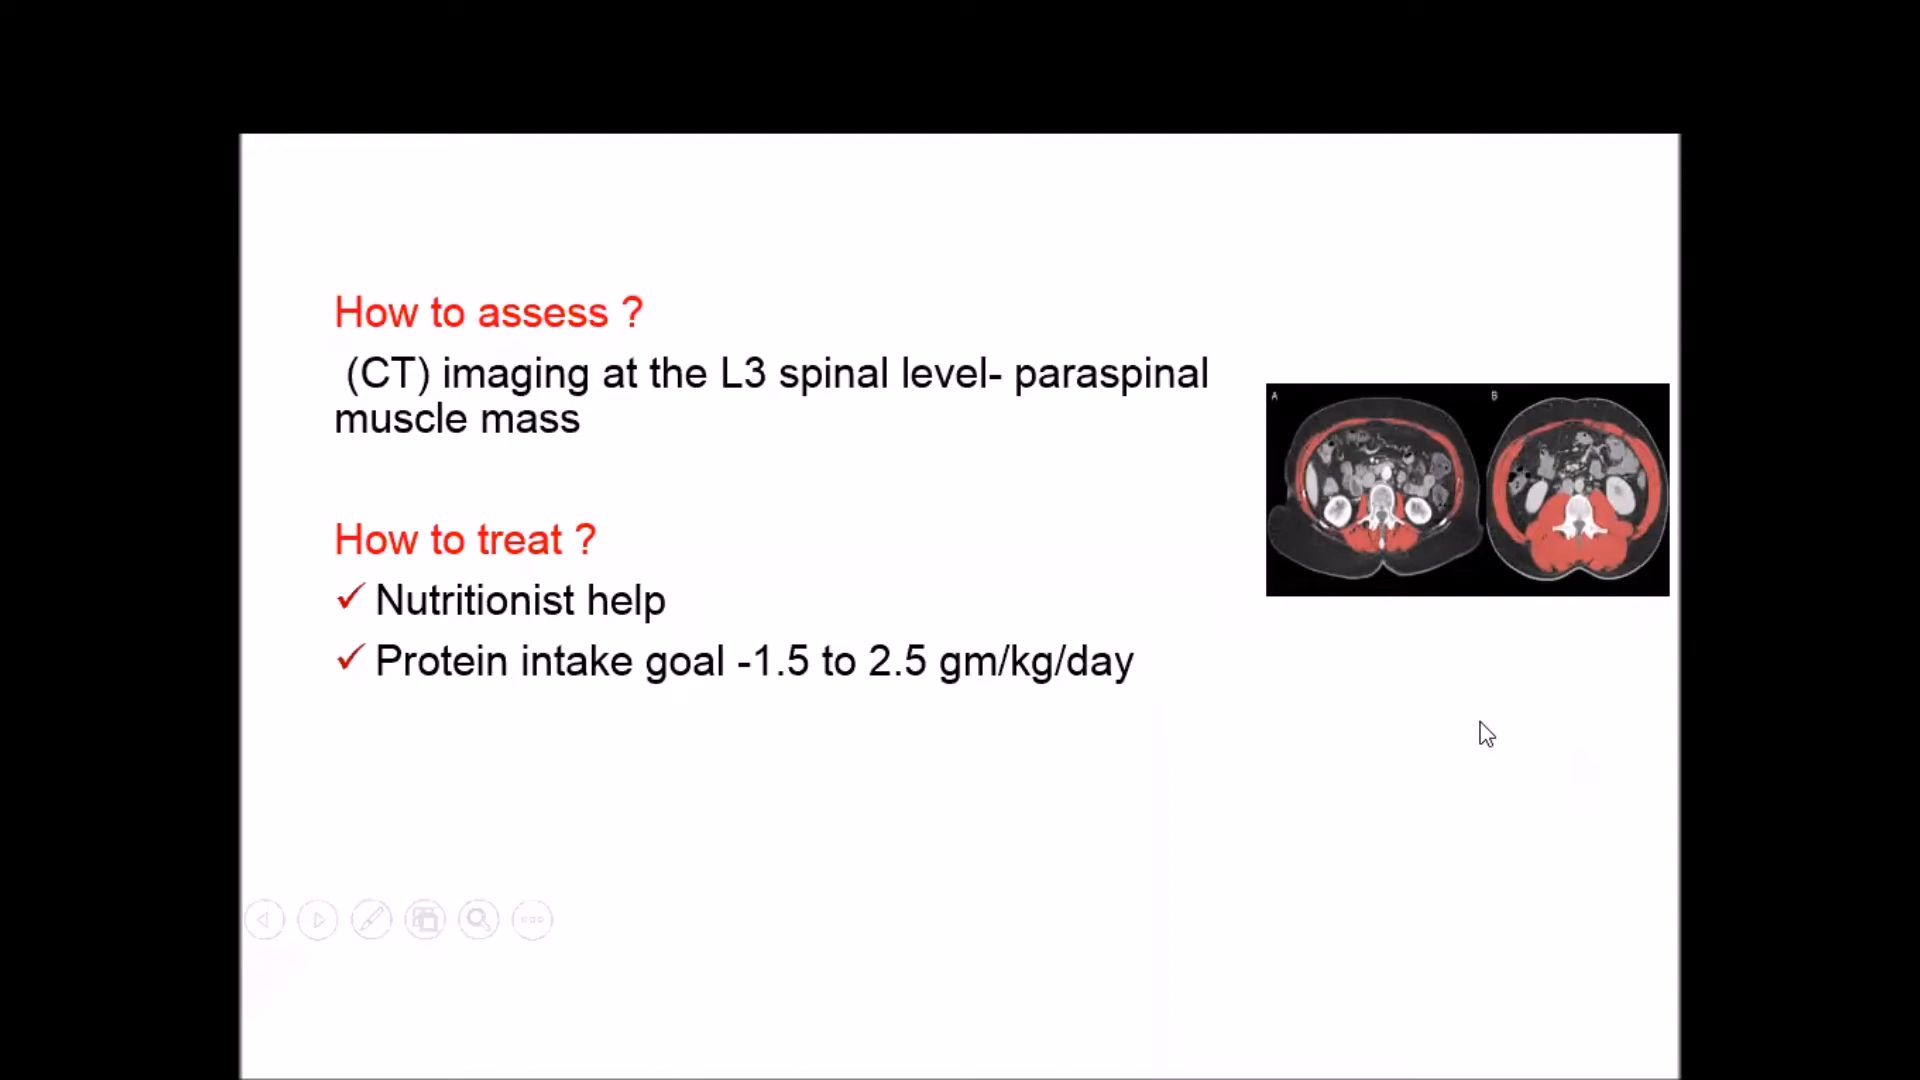 How to assess ?
(CT) imaging at the L3 spinal level- paraspinal
muscle mass
A
B
How to treat ?
✓ Nutritionist help
✓ Protein intake goal -1.5 to 2.5 gm/kg/day